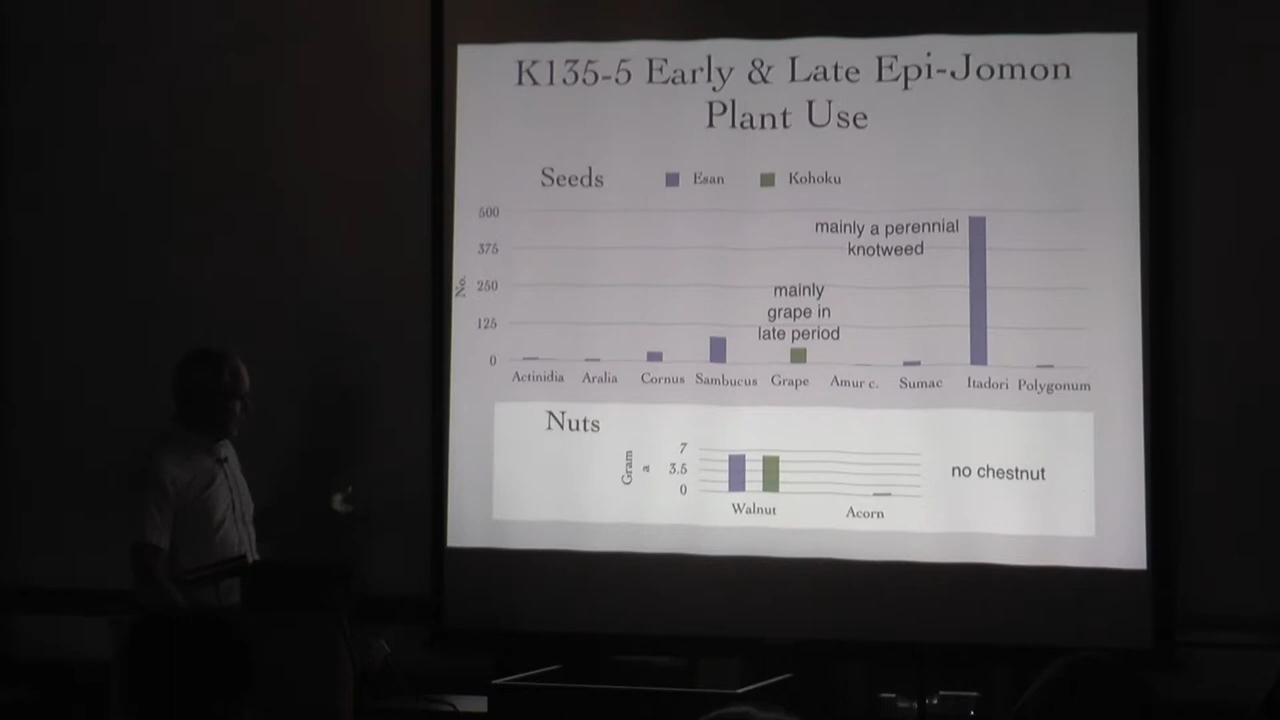 K135-5 Early & Late Epi-Jomon
Plant Use
Seeds
Esan
Kohoku
500
375
250
125
0
No.
mainly a perennial
knotweed
mainly
grape in
late period
Actinidia
Aralia
Cornus
Sambucus
Grape
Amur c.
Sumac
Itadori
Polygonum
Nuts
Gram
7
3.5
0
Walnut
Acorn
no chestnut